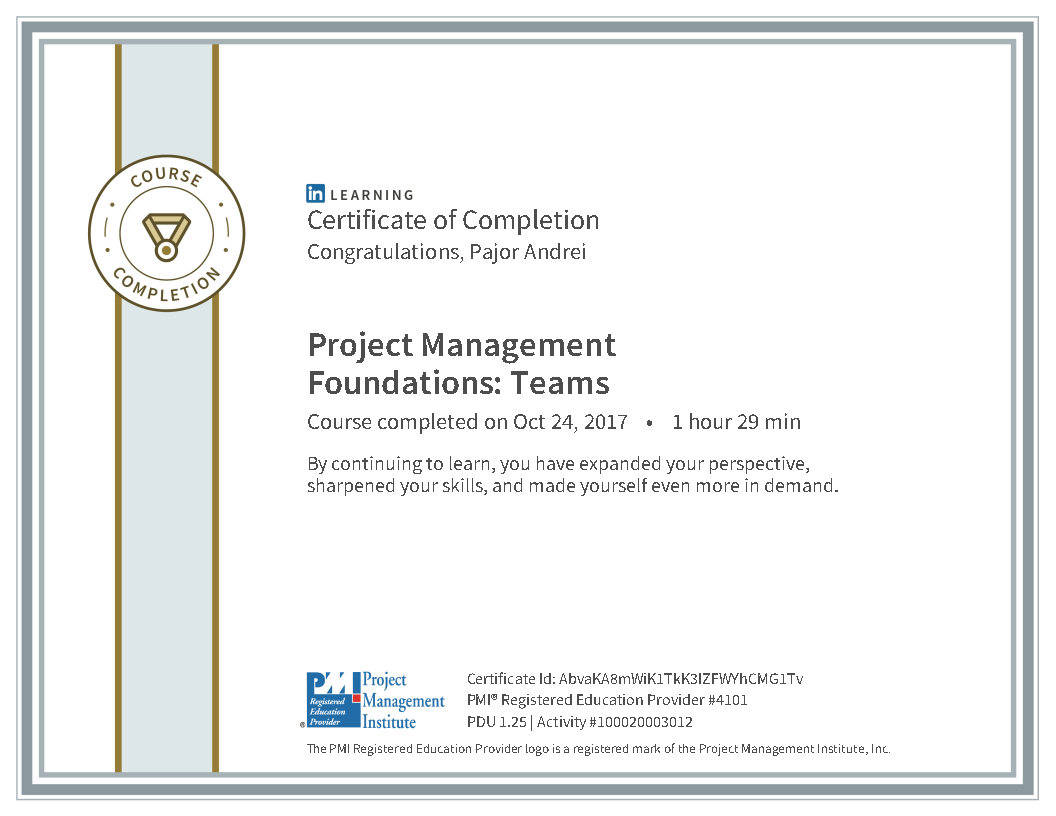 COURSE
COMPLETION
in LEARNING
Certificate of Completion
Congratulations, Pajor Andrei
Project Management
Foundations: Teams
Course completed on Oct 24, 2017 • 1 hour 29 min
By continuing to learn, you have expanded your perspective,
sharpened your skills, and made yourself even more in demand.
PMI
Registered
Education
Provider
®
Project
Management
Institute
Certificate Id: AbvaKA8mWiK1TkK3IZFWYhCMG1Tv
PMI® Registered Education Provider #4101
PDU 1.25 | Activity #100020003012
The PMI Registered Education Provider logo is a registered mark of the Project Management Institute, Inc.